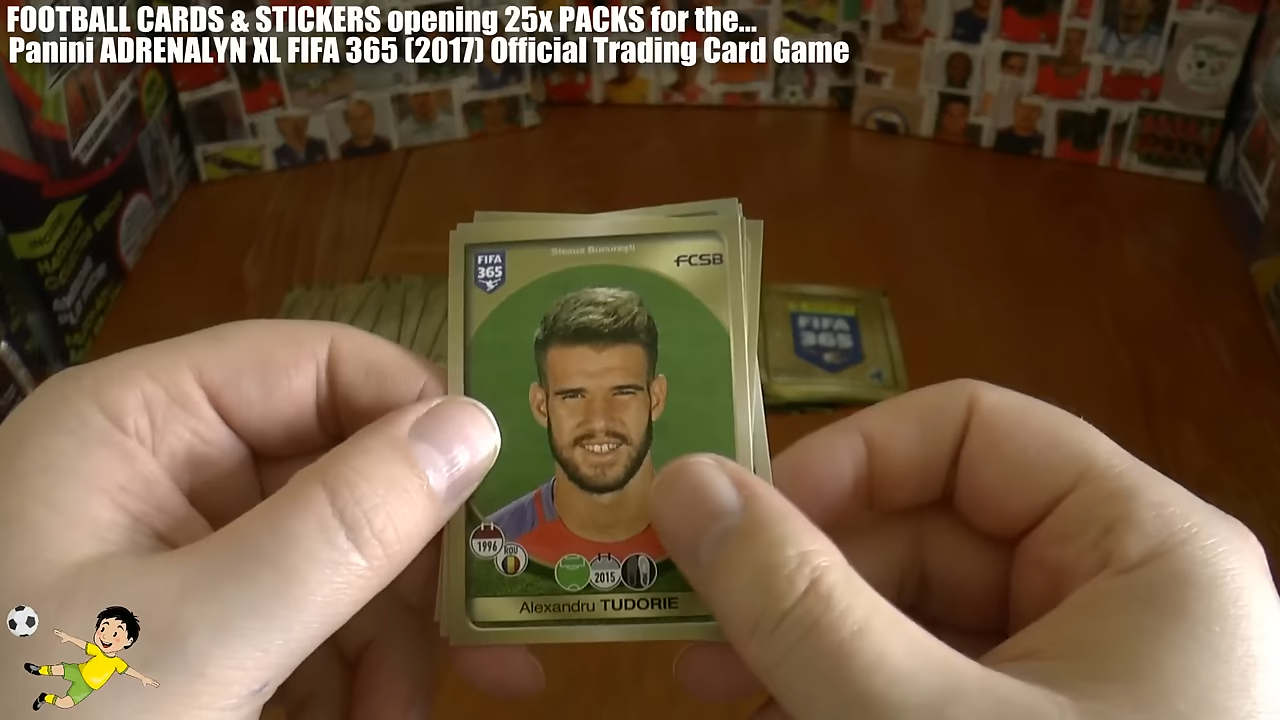 FOOTBALL CARDS & STICKERS opening 25x PACKS for the...
Panini ADRENALYN XL FIFA 365 (2017) Official Trading Card Game
Steaua Bucureşti
FIFA
365
FCSB
FIFA
365
1996
ROU
2015
Alexandru TUDORIE